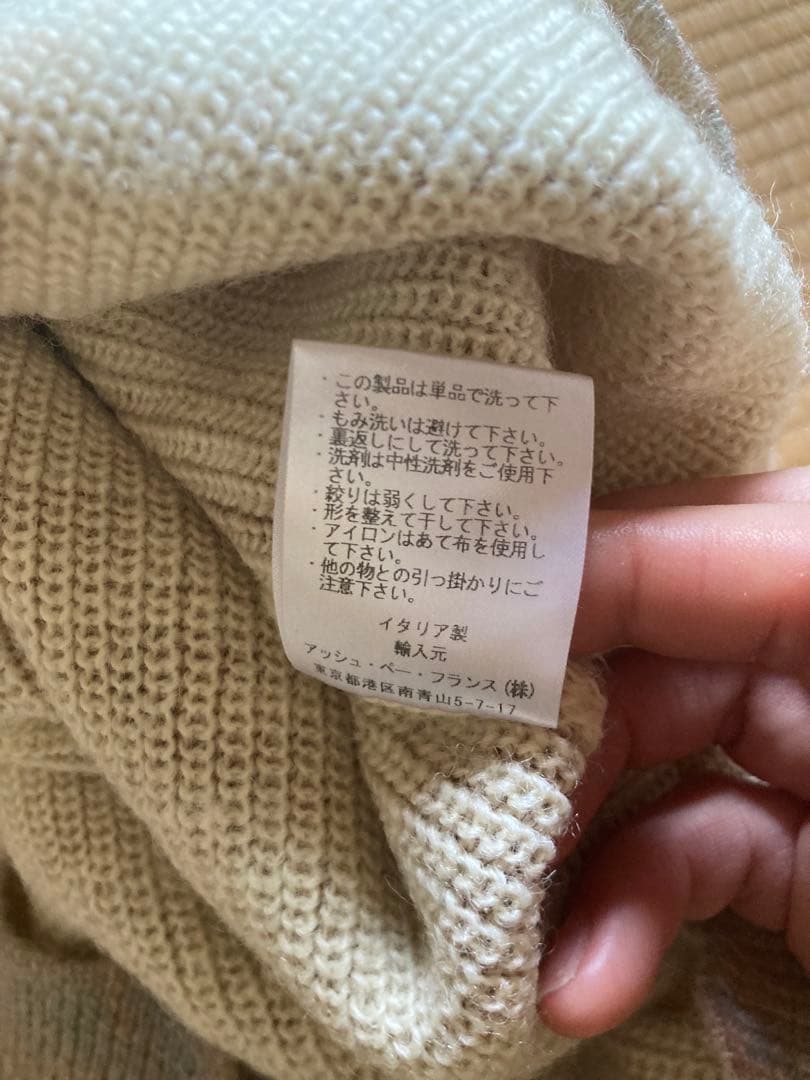 ・この製品は単品で洗って下
さい。
・もみ洗いは避けて下さい。
・裏返しにして洗って下さい。
・洗剤は中性洗剤をご使用下
さい。
・絞りは弱くして下さい。
・形を整えて干して下さい。
・アイロンはあて布を使用し
て下さい。
・他の物との引っ掛かりにご
注意下さい。
イタリア製
輸入元
アッシュ・ペー・フランス(株)
東京都港区南青山5-7-17